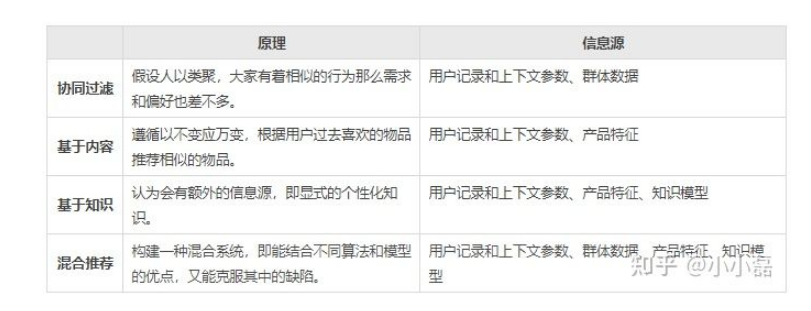 原理
信息源
协同过滤
假设人以类聚，大家有着相似的行为那么需求
和偏好也差不多。
用户记录和上下文参数、群体数据
基于内容
遵循以不变应万变，根据用户过去喜欢的物品
推荐相似的物品。
用户记录和上下文参数、产品特征
基于知识
认为会有额外的信息源，即显式的个性化知
识。
用户记录和上下文参数、产品特征、知识模型
混合推荐
构建一种混合系统，即能结合不同算法和模型
的优点，又能克服其中的缺陷。
用户记录和上下文参数、群体数据、产品特征、知识模
型
知乎 @小小磊